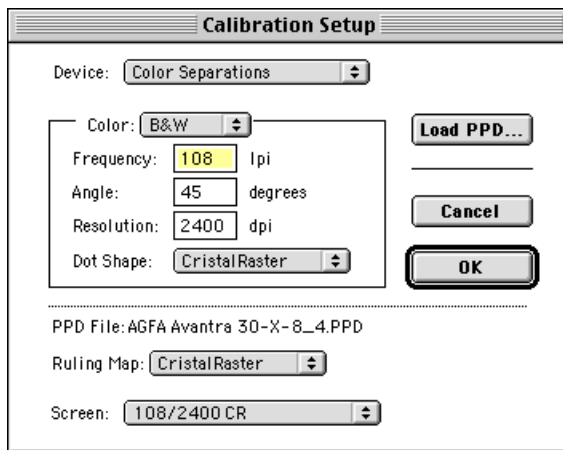 Calibration Setup
Device: Color Separations
Color: B&W
Load PPD...
Frequency: 108 lpi
Angle: 45 degrees
Cancel
Resolution: 2400 dpi
Dot Shape: CristalRaster
OK
PPD File: AGFA Avantra 30-X-8_4.PPD
Ruling Map: CristalRaster
Screen: 108/2400 CR